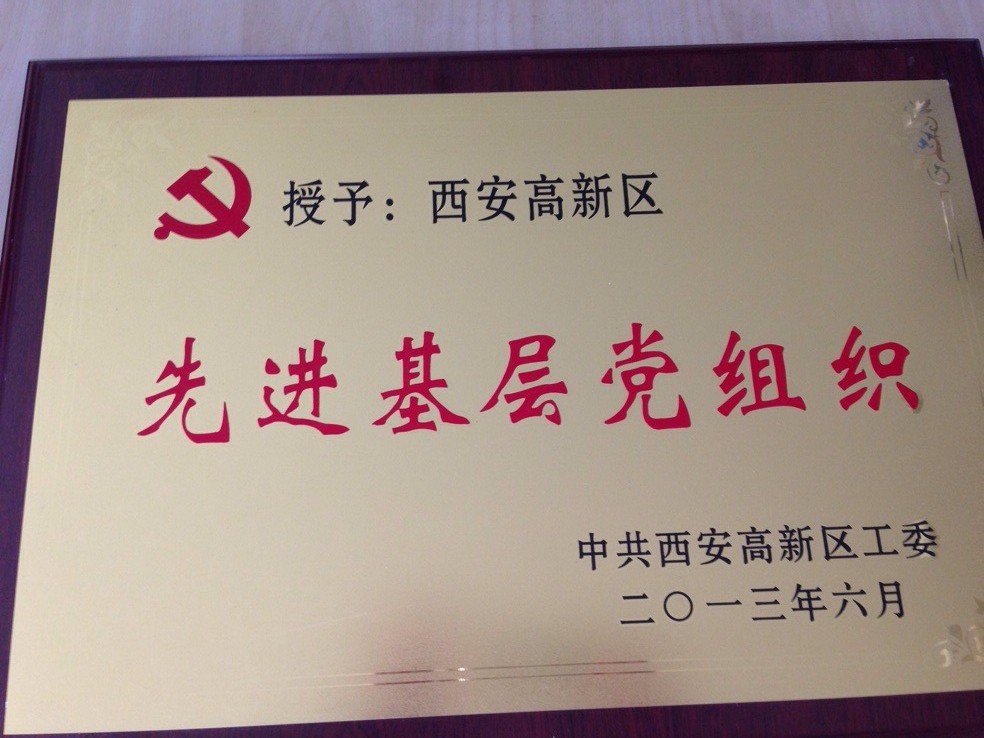 授予：西安高新区
先进基层党组织
中共西安高新区工委
二〇一三年六月